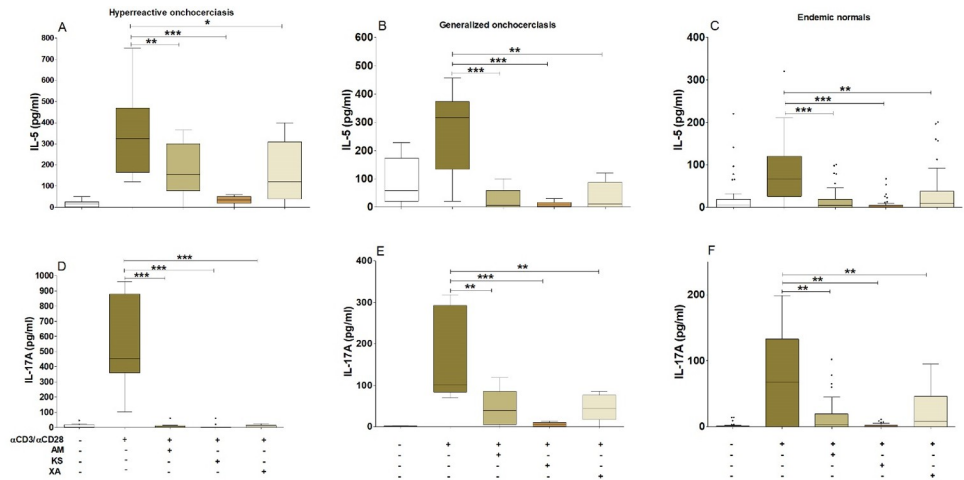 A
Hyperreactive onchocerciasis
IL-5 (pg/ml)
800
700
600
500
400
300
200
100
0
*
***
**
B
Generalized onchocerciasis
IL-5 (pg/ml)
600
500
400
300
200
100
0
**
***
***
C
Endemic normals
IL-5 (pg/ml)
600
500
400
300
200
100
0
**
***
***
D
IL-17A (pg/ml)
1000
900
800
700
600
500
400
300
200
100
0
***
***
***
E
IL-17A (pg/ml)
400
300
200
100
0
**
***
**
F
IL-17A (pg/ml)
200
100
0
**
**
**
αCD3/αCD28 - + + + +
AM - - + - -
KS - - - + -
XA - - - - +
- + + + +
- - + - -
- - - + -
- - - - +
- + + + +
- - + - -
- - - + -
- - - - +